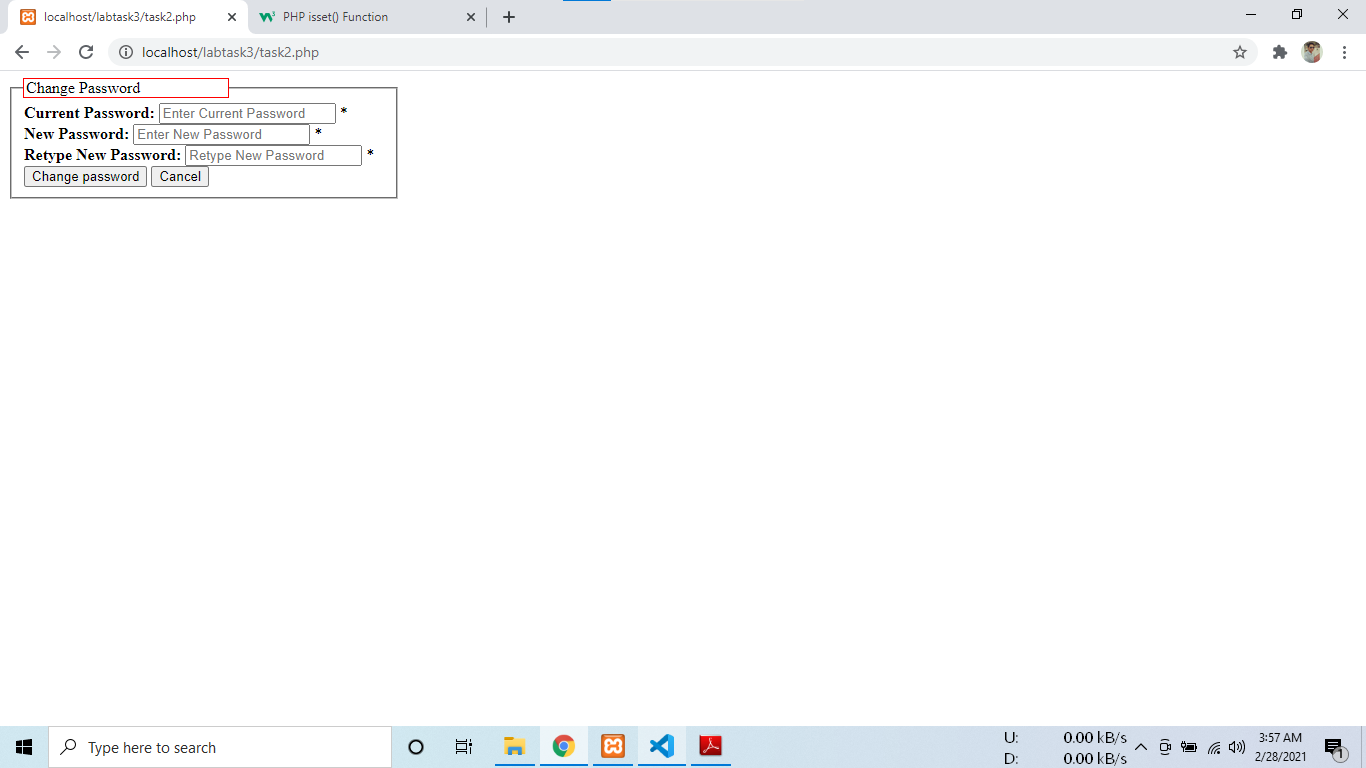 localhost/labtask3/task2.php
PHP isset() Function
localhost/labtask3/task2.php
Change Password
Current Password: Enter Current Password *
New Password: Enter New Password *
Retype New Password: Retype New Password *
Change password Cancel
Type here to search
U: 0.00 kB/s
D: 0.00 kB/s
3:57 AM
2/28/2021
1